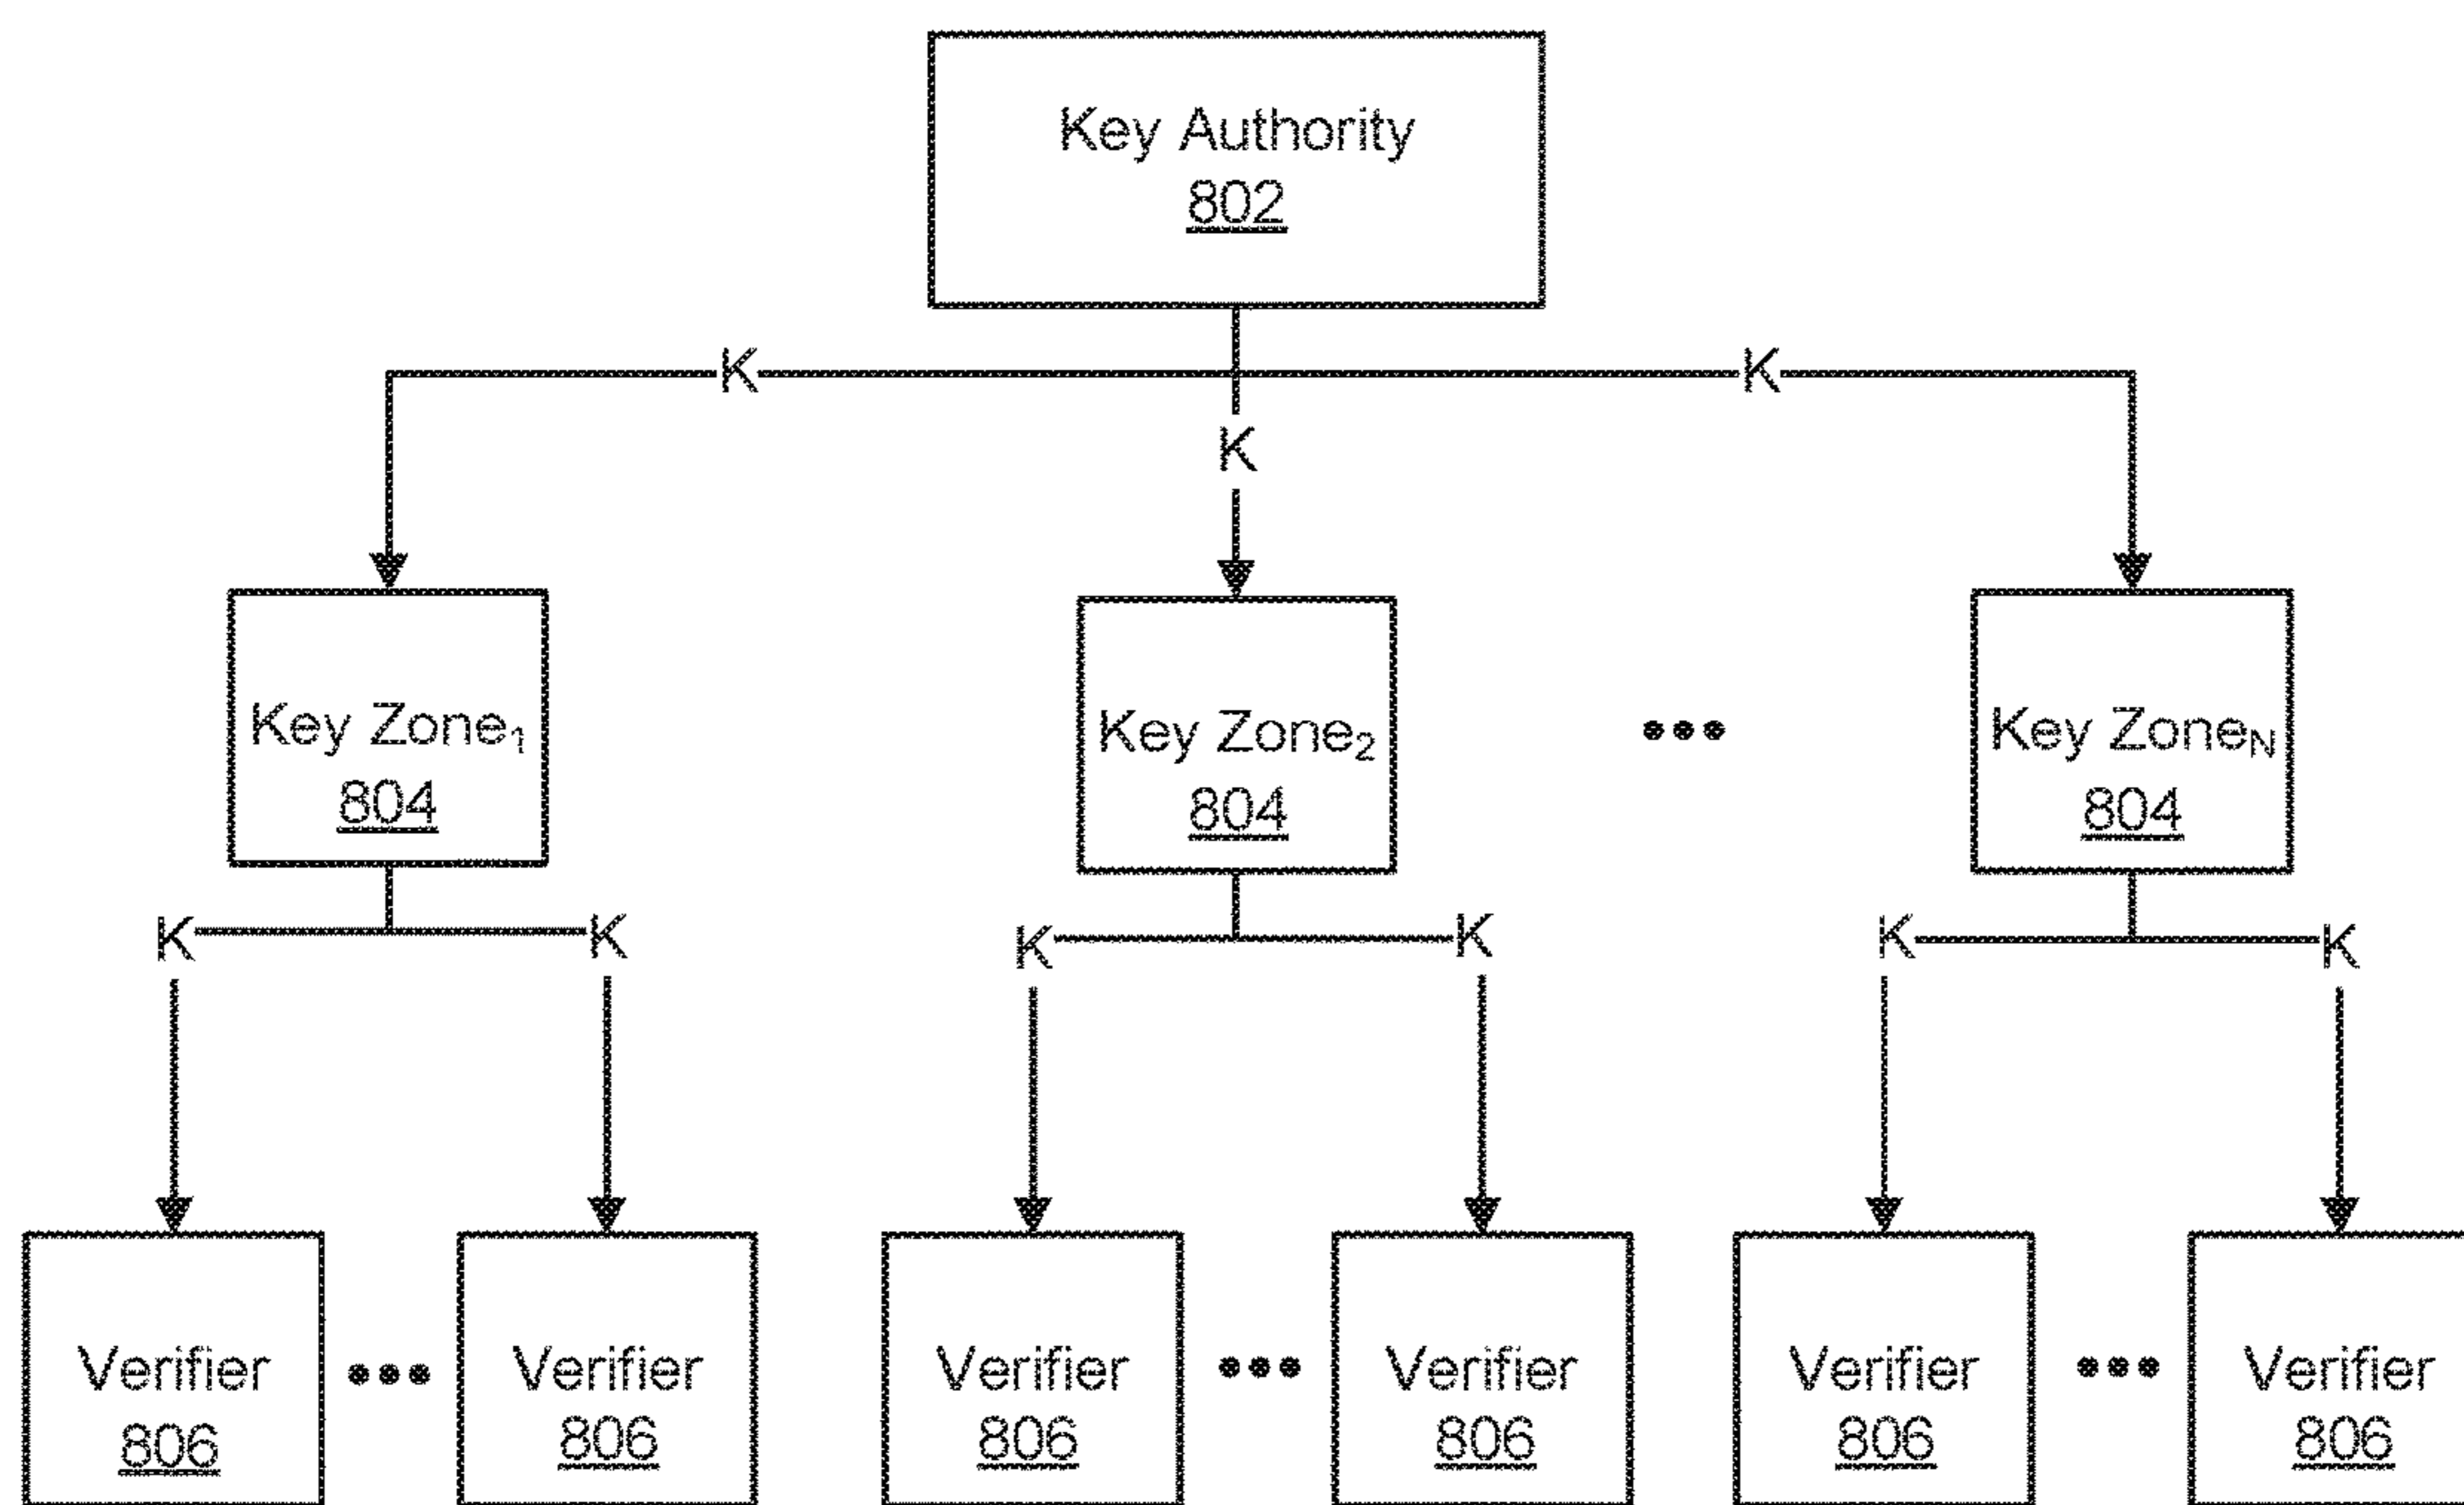 Key Authority
802
K
K
K
Key Zone₁
804
Key Zone₂
804
Key Zone_N
804
K
K
K
K
K
K
Verifier
806
Verifier
806
Verifier
806
Verifier
806
Verifier
806
Verifier
806